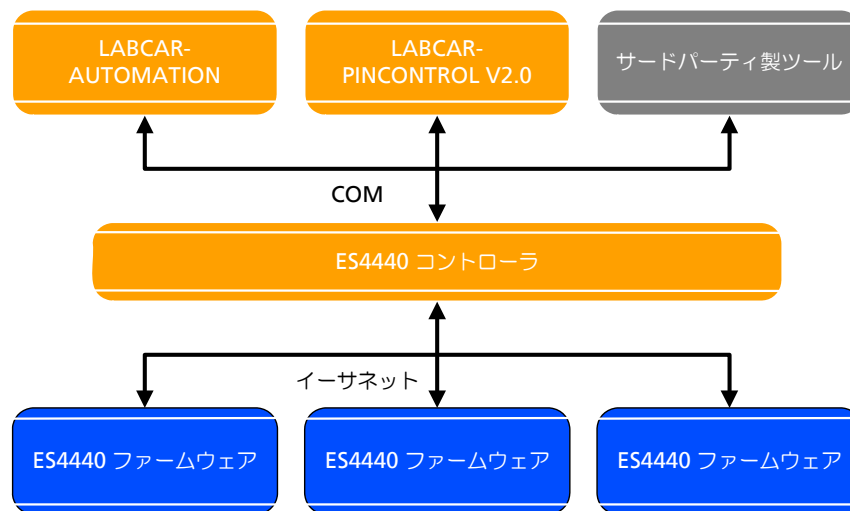 LABCAR-
AUTOMATION
LABCAR-
PINCONTROL V2.0
サードパーティ製ツール
COM
ES4440 コントローラ
イーサネット
ES4440 ファームウェア
ES4440 ファームウェア
ES4440 ファームウェア